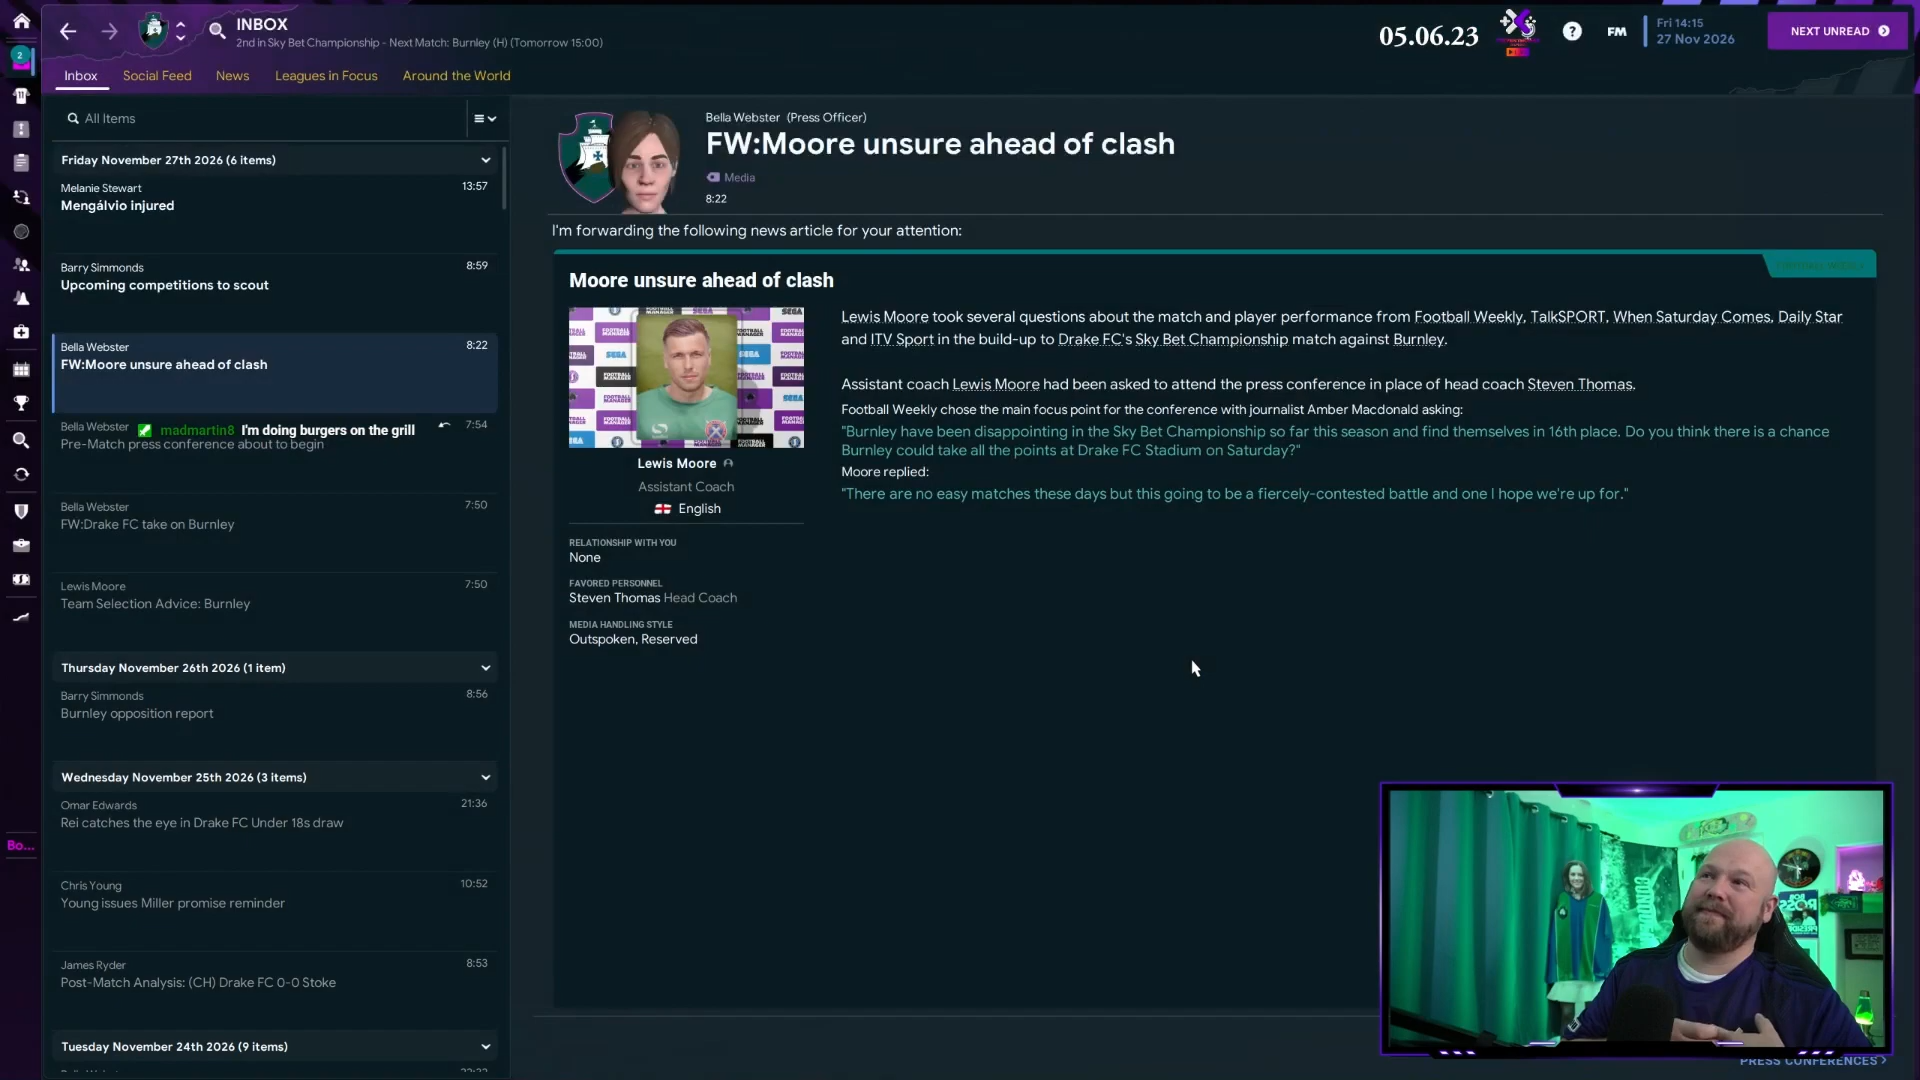 INBOX
2nd in Sky Bet Championship - Next Match: Burnley (H) (Tomorrow 15:00)
05.06.23
FM
Fri 14:15
27 Nov 2026
NEXT UNREAD
2
Inbox
Social Feed
News
Leagues in Focus
Around the World
All Items
Friday November 27th 2026 (6 items)
Melanie Stewart
13:57
Mengálvio injured
Barry Simmonds
8:59
Upcoming competitions to scout
Bella Webster
8:22
FW:Moore unsure ahead of clash
Bella Webster
madmartin8 I'm doing burgers on the grill
7:54
Pre-Match press conference about to begin
Bella Webster
7:50
FW:Drake FC take on Burnley
Lewis Moore
7:50
Team Selection Advice: Burnley
Thursday November 26th 2026 (1 item)
Barry Simmonds
8:56
Burnley opposition report
Wednesday November 25th 2026 (3 items)
Omar Edwards
21:36
Rei catches the eye in Drake FC Under 18s draw
Bo...
Chris Young
10:52
Young issues Miller promise reminder
James Ryder
8:53
Post-Match Analysis: (CH) Drake FC 0-0 Stoke
Tuesday November 24th 2026 (9 items)
Bella Webster (Press Officer)
FW:Moore unsure ahead of clash
Media
8:22
I'm forwarding the following news article for your attention:
Moore unsure ahead of clash
Lewis Moore took several questions about the match and player performance from Football Weekly, TalkSPORT, When Saturday Comes, Daily Star
and ITV Sport in the build-up to Drake FC's Sky Bet Championship match against Burnley.
Assistant coach Lewis Moore had been asked to attend the press conference in place of head coach Steven Thomas.
Football Weekly chose the main focus point for the conference with journalist Amber Macdonald asking:
"Burnley have been disappointing in the Sky Bet Championship so far this season and find themselves in 16th place. Do you think there is a chance
Burnley could take all the points at Drake FC Stadium on Saturday?"
Moore replied:
"There are no easy matches these days but this going to be a fiercely-contested battle and one I hope we're up for."
SEGA
FOOTBALL MANAGER
Lewis Moore
Assistant Coach
English
RELATIONSHIP WITH YOU
None
FAVORED PERSONNEL
Steven Thomas Head Coach
MEDIA HANDLING STYLE
Outspoken, Reserved
BOB
ROSS
PRESS CONFERENCES